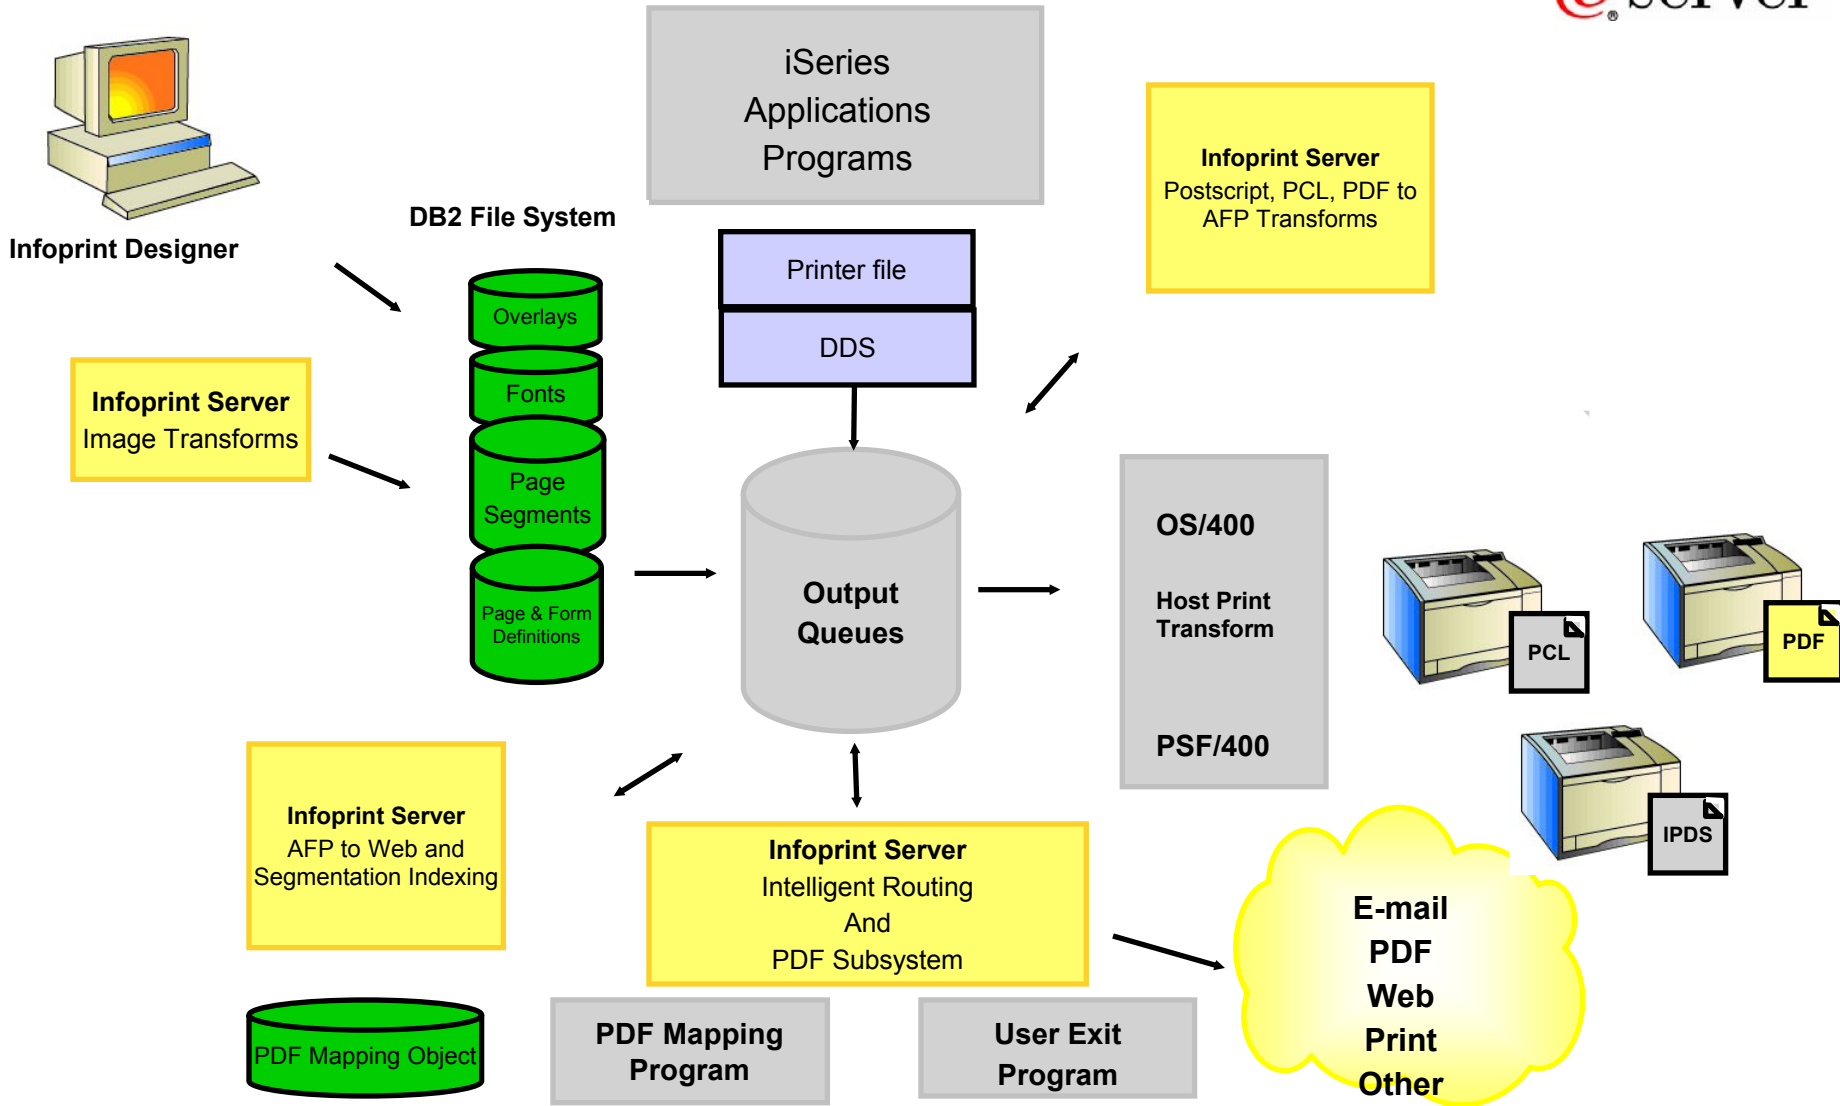 server
iSeries
Applications
Programs
Infoprint Server
Postscript, PCL, PDF to
AFP Transforms
DB2 File System
Infoprint Designer
Printer file
DDS
Overlays
Fonts
Page
Segments
Page & Form
Definitions
Infoprint Server
Image Transforms
Output
Queues
OS/400
Host Print
Transform
PSF/400
PCL
PDF
IPDS
Infoprint Server
AFP to Web and
Segmentation Indexing
Infoprint Server
Intelligent Routing
And
PDF Subsystem
E-mail
PDF
Web
Print
Other
PDF Mapping Object
PDF Mapping
Program
User Exit
Program